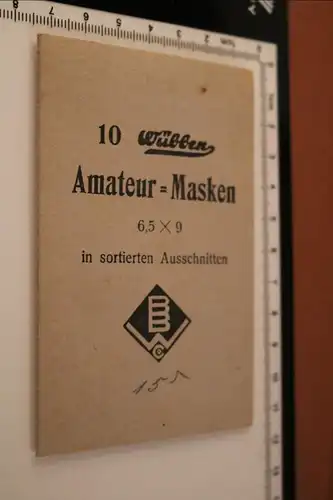 10 Wübben
Amateur=Masken
6,5 × 9
in sortierten Ausschnitten